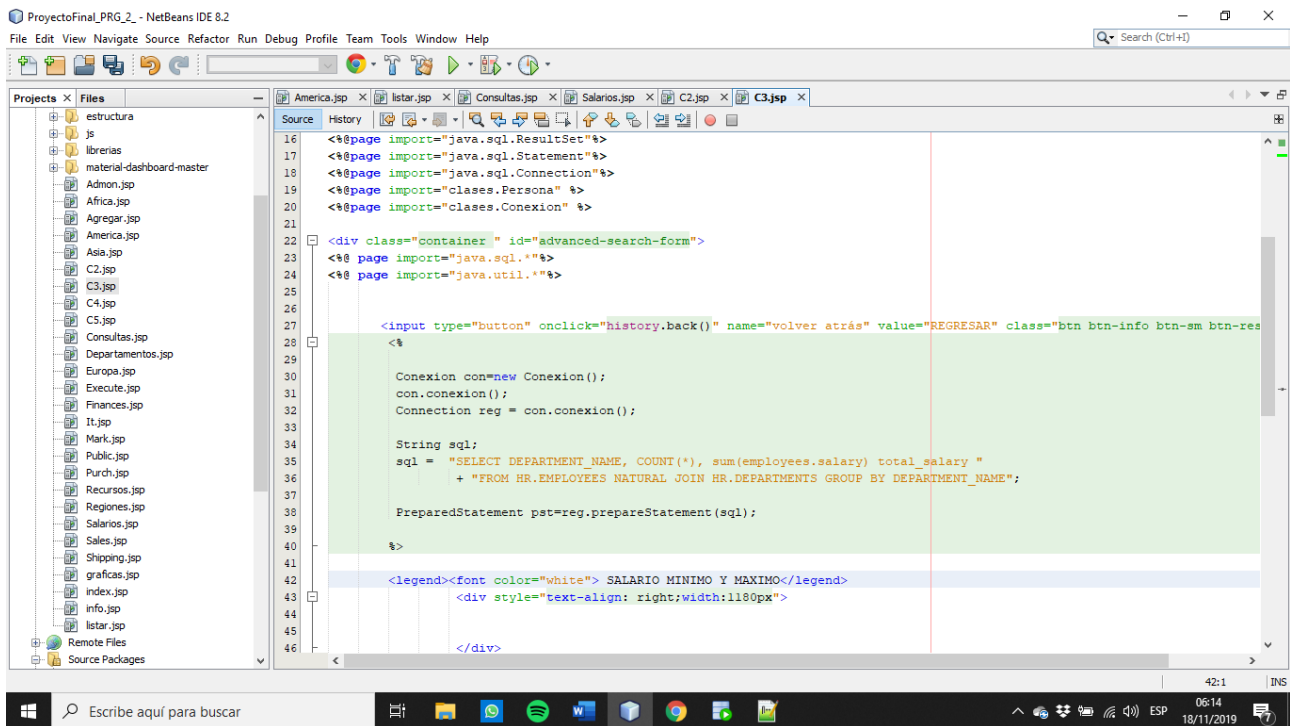 ProyectoFinal_PRG_2_ - NetBeans IDE 8.2
File Edit View Navigate Source Refactor Run Debug Profile Team Tools Window Help
Search (Ctrl+I)
Projects Files
America.jsp listar.jsp Consultas.jsp Salarios.jsp C2.jsp C3.jsp
Source History
estructura
js
librerias
material-dashboard-master
Admon.jsp
Africa.jsp
Agregar.jsp
America.jsp
Asia.jsp
C2.jsp
C3.jsp
C4.jsp
C5.jsp
Consultas.jsp
Departamentos.jsp
Europa.jsp
Execute.jsp
Finances.jsp
It.jsp
Mark.jsp
Public.jsp
Purch.jsp
Recursos.jsp
Regiones.jsp
Salarios.jsp
Sales.jsp
Shipping.jsp
graficas.jsp
index.jsp
info.jsp
listar.jsp
Remote Files
Source Packages
16 <%@page import="java.sql.ResultSet"%>
17 <%@page import="java.sql.Statement"%>
18 <%@page import="java.sql.Connection"%>
19 <%@page import="clases.Persona" %>
20 <%@page import="clases.Conexion" %>
21
22 <div class="container " id="advanced-search-form">
23 <%@ page import="java.sql.*"%>
24 <%@ page import="java.util.*"%>
25
26
27 <input type="button" onclick="history.back()" name="volver atrás" value="REGRESAR" class="btn btn-info btn-sm btn-res
28 <%
29
30 Conexion con=new Conexion();
31 con.conexion();
32 Connection reg = con.conexion();
33
34 String sql;
35 sql = "SELECT DEPARTMENT_NAME, COUNT(*), sum(employees.salary) total_salary "
36 + "FROM HR.EMPLOYEES NATURAL JOIN HR.DEPARTMENTS GROUP BY DEPARTMENT_NAME";
37
38 PreparedStatement pst=reg.prepareStatement(sql);
39
40 %>
41
42 <legend><font color="white"> SALARIO MINIMO Y MAXIMO</legend>
43 <div style="text-align: right;width:1180px">
44
45
46 </div>
42:1 INS
Escribe aquí para buscar
ESP
06:14
18/11/2019